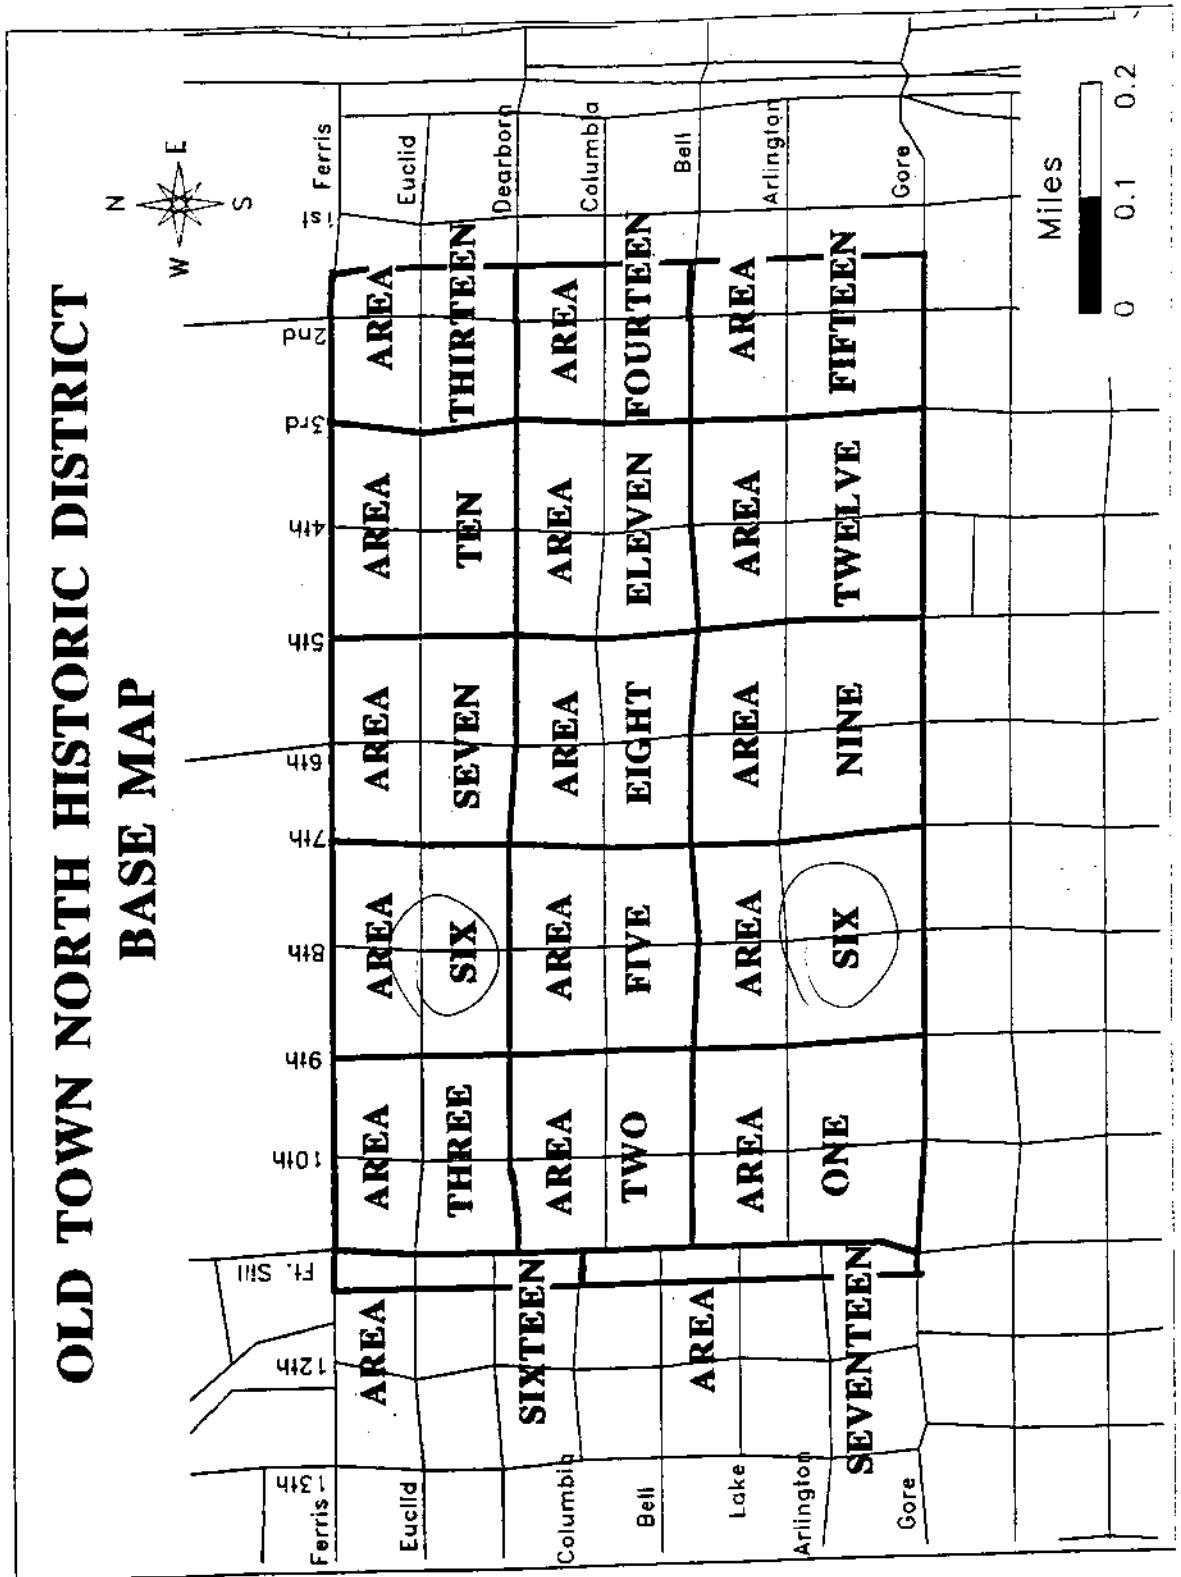 OLD TOWN NORTH HISTORIC DISTRICT
BASE MAP
N
W E
S
13th 12th Ft. Sill 10th 9th 8th 7th 6th 5th 4th 3rd 2nd 1st
Ferris Ferris
AREA AREA AREA AREA AREA AREA
Euclid Euclid
THREE SIX SEVEN TEN THIRTEEN
Dearborn
SIXTEEN
AREA AREA AREA AREA AREA
Columbia Columbia
TWO FIVE EIGHT ELEVEN FOURTEEN
Bell Bell
AREA AREA AREA AREA AREA AREA
Lake
Arlington Arlington
SEVENTEEN ONE SIX NINE TWELVE FIFTEEN
Gore Gore
Miles
0 0.1 0.2